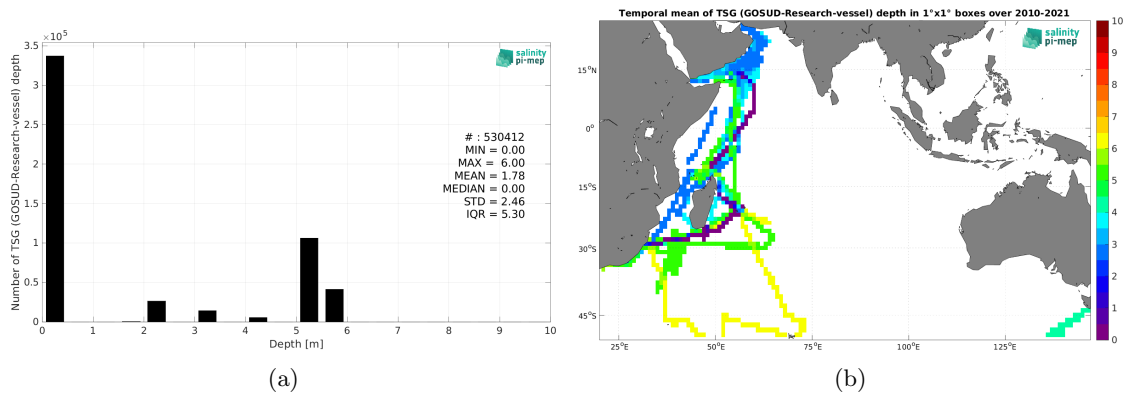 Number of TSG (GOSUD-Research-vessel) depth
×10⁵
3.5
3
2.5
2
1.5
1
0.5
0
0 1 2 3 4 5 6 7 8 9 10
Depth [m]
salinity
pi-mep
# : 530412
MIN = 0.00
MAX = 6.00
MEAN = 1.78
MEDIAN = 0.00
STD = 2.46
IQR = 5.30
(a)
Temporal mean of TSG (GOSUD-Research-vessel) depth in 1°x1° boxes over 2010-2021
salinity
pi-mep
15°N
0°
15°S
30°S
45°S
25°E 50°E 75°E 100°E 125°E
10
9
8
7
6
5
4
3
2
1
0
(b)